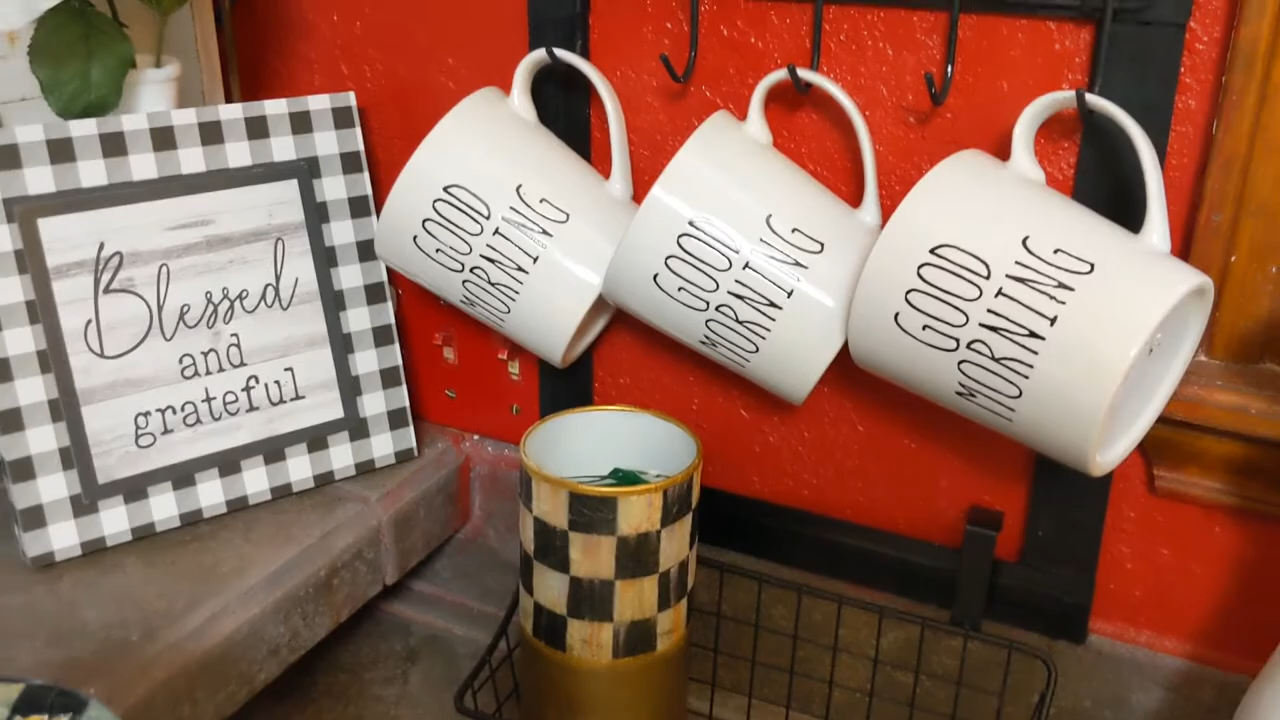 Blessed
and
grateful
GOOD
MORNING
GOOD
MORNING
GOOD
MORNING